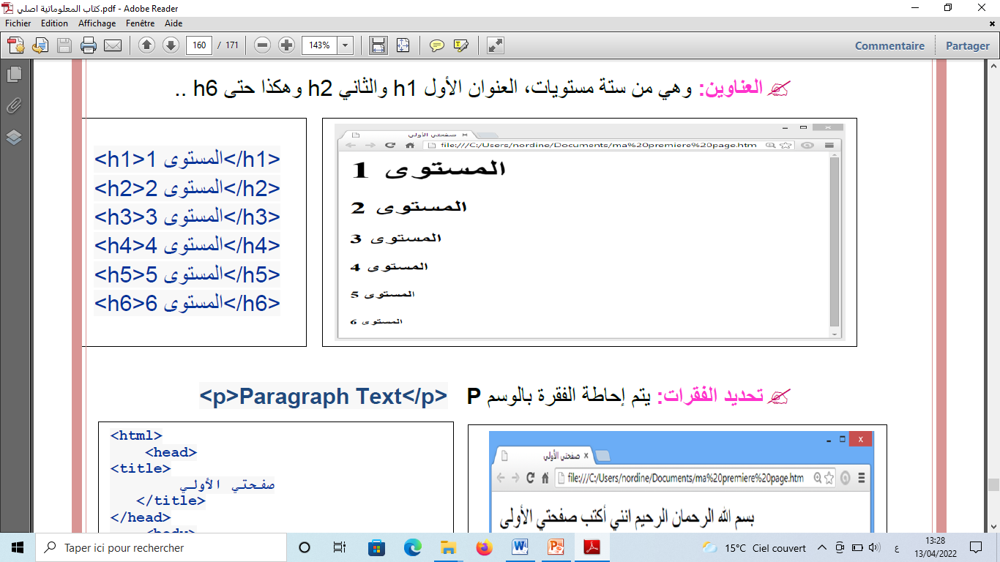 كتاب المعلوماتية اصلي.pdf - Adobe Reader
Fichier Edition Affichage Fenêtre Aide
160 / 171 143% Commentaire Partager
العناوين: وهي من ستة مستويات، العنوان الأول h1 والثاني h2 وهكذا حتى h6 ..
<h1>المستوى 1</h1>
<h2>المستوى 2</h2>
<h3>المستوى 3</h3>
<h4>المستوى 4</h4>
<h5>المستوى 5</h5>
<h6>المستوى 6</h6>
صفحتي الأولي
file:///C:/Users/nordine/Documents/ma%20premiere%20page.htm
المستوى 1
المستوى 2
المستوى 3
المستوى 4
المستوى 5
المستوى 6
تحديد الفقرات: يتم إحاطة الفقرة بالوسم P <p>Paragraph Text</p>
<html>
<head>
<title>
صفحتي الأولي
</title>
</head>
<body>
صفحتي الأولي
file:///C:/Users/nordine/Documents/ma%20premiere%20page.htm
بسم الله الرحمان الرحيم انني أكتب صفحتي الأولى
Taper ici pour rechercher
15°C Ciel couvert
ع
13:28
13/04/2022